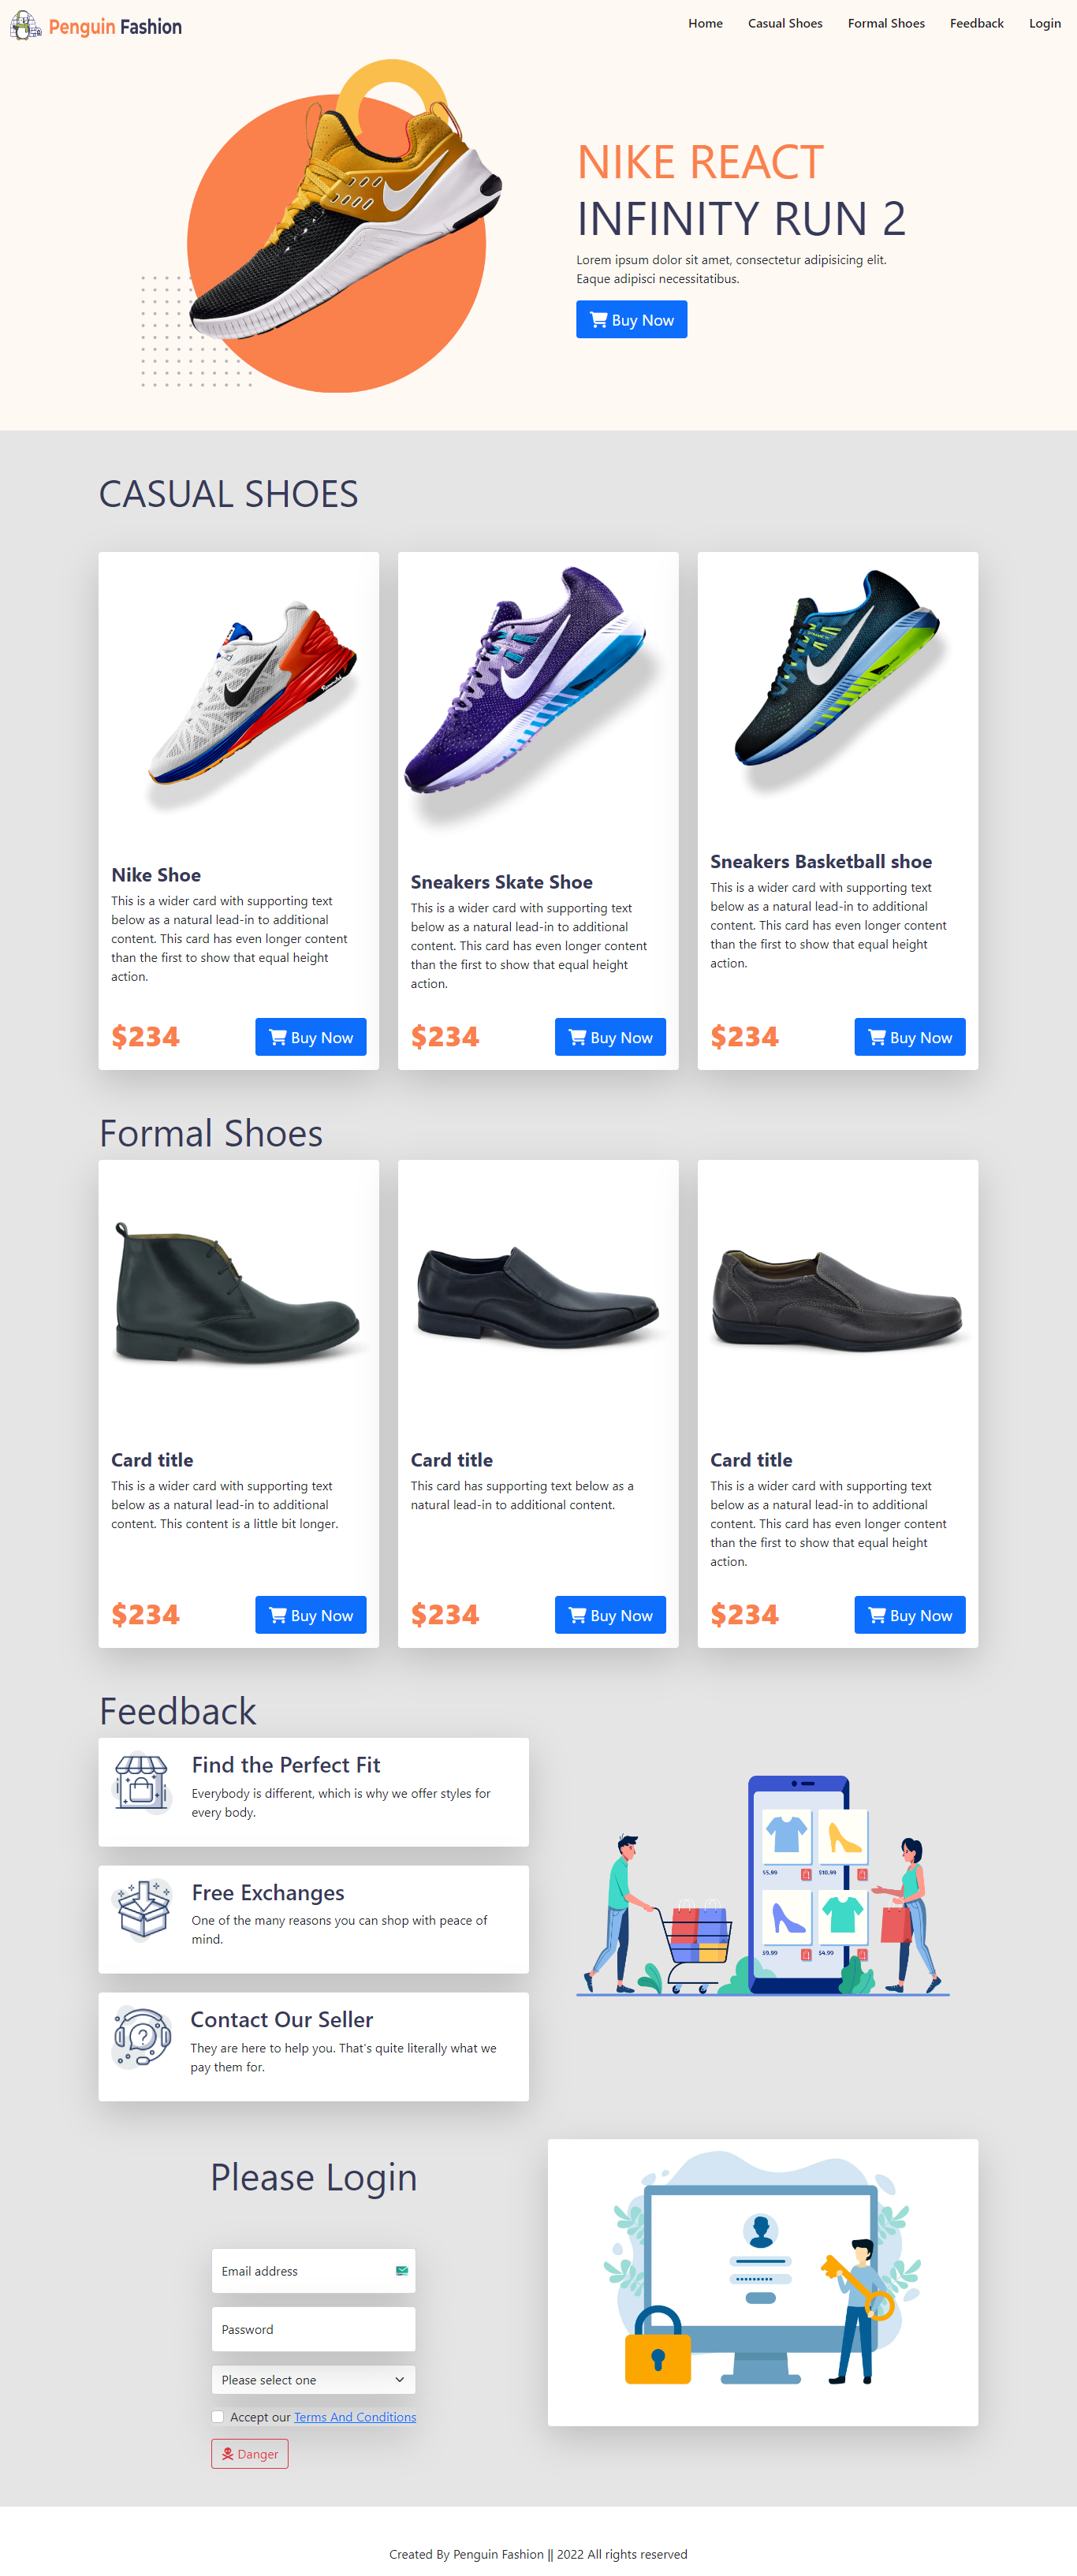 Penguin Fashion
Home
Casual Shoes
Formal Shoes
Feedback
Login
NIKE REACT
INFINITY RUN 2
Lorem ipsum dolor sit amet, consectetur adipisicing elit.
Eaque adipisci necessitatibus.
Buy Now
CASUAL SHOES
Nike Shoe
This is a wider card with supporting text
below as a natural lead-in to additional
content. This card has even longer content
than the first to show that equal height
action.
$234
Buy Now
Sneakers Skate Shoe
This is a wider card with supporting text
below as a natural lead-in to additional
content. This card has even longer content
than the first to show that equal height
action.
$234
Buy Now
Sneakers Basketball shoe
This is a wider card with supporting text
below as a natural lead-in to additional
content. This card has even longer content
than the first to show that equal height
action.
$234
Buy Now
Formal Shoes
Card title
This is a wider card with supporting text
below as a natural lead-in to additional
content. This content is a little bit longer.
$234
Buy Now
Card title
This card has supporting text below as a
natural lead-in to additional content.
$234
Buy Now
Card title
This is a wider card with supporting text
below as a natural lead-in to additional
content. This card has even longer content
than the first to show that equal height
action.
$234
Buy Now
Feedback
Find the Perfect Fit
Everybody is different, which is why we offer styles for
every body.
Free Exchanges
One of the many reasons you can shop with peace of
mind.
Contact Our Seller
They are here to help you. That's quite literally what we
pay them for.
$5,99
$10,99
$9,99
$4,99
Please Login
Email address
Password
Please select one
Accept our Terms And Conditions
Danger
Created By Penguin Fashion || 2022 All rights reserved